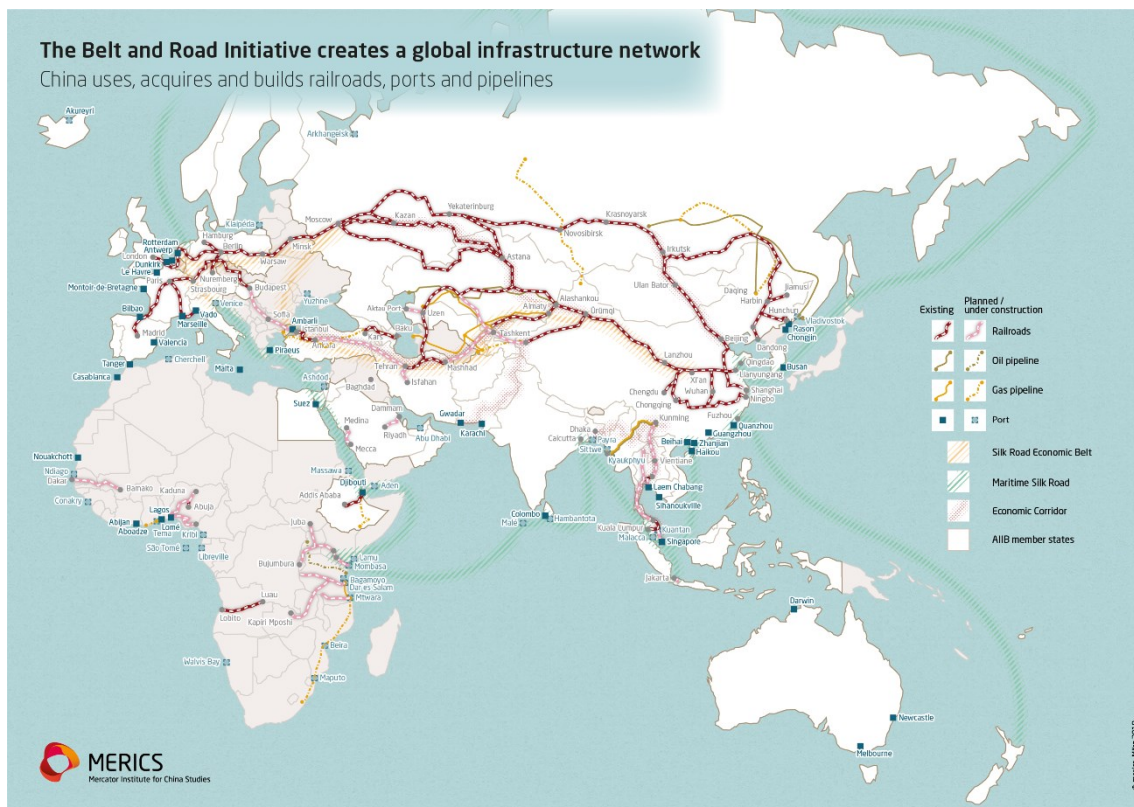 The Belt and Road Initiative creates a global infrastructure network
China uses, acquires and builds railroads, ports and pipelines
Akureyri
Arkhangelsk
Klaipėda
Moscow
Kazan
Yekaterinburg
Krasnoyarsk
Novosibirsk
Irkutsk
Ulan Bator
Astana
Hamburg
Rotterdam
Antwerp
Berlin
London
Dunkirk
Le Havre
Paris
Minsk
Warsaw
Nuremberg
Strasbourg
Budapest
Montoir-de-Bretagne
Venice
Yuzhne
Bilbao
Vado
Marseille
Madrid
Valencia
Sofia
Ambarli
Istanbul
Ankara
Piraeus
Kars
Baku
Aktau Port
Uzen
Almaty
Alashankou
Ürümqi
Tashkent
Daqing
Jiamusi
Harbin
Hunchun
Vladivostok
Rason
Chongjin
Beijing
Dandong
Lanzhou
Qingdao
Lianyungang
Busan
Xi'an
Wuhan
Shanghai
Ningbo
Chengdu
Chongqing
Fuzhou
Quanzhou
Guangzhou
Kunming
Beihai
Zhanjian
Haikou
Tanger
Casablanca
Cherchell
Malta
Ashdod
Suez
Tehran
Mashhad
Isfahan
Baghdad
Dammam
Riyadh
Medina
Mecca
Abu Dhabi
Gwadar
Karachi
Dhaka
Calcutta
Payra
Sittwe
Kyaukphyu
Vientiane
Laem Chabang
Sihanoukville
Nouakchott
Ndiago
Dakar
Bamako
Conakry
Kaduna
Abuja
Lagos
Lomé
Tema
Abijan
Aboadze
Kribi
São Tomé
Libreville
Massawa
Djibouti
Aden
Addis Ababa
Juba
Lamu
Mombasa
Bujumbura
Bagamoyo
Dar es Salam
Mtwara
Luau
Lobito
Kapiri Mposhi
Walvis Bay
Beira
Maputo
Colombo
Hambantota
Malé
Kuala Lumpur
Kuantan
Malacca
Singapore
Jakarta
Darwin
Newcastle
Melbourne
Existing
Planned /
under construction
Railroads
Oil pipeline
Gas pipeline
Port
Silk Road Economic Belt
Maritime Silk Road
Economic Corridor
AIIB member states
MERICS
Mercator Institute for China Studies